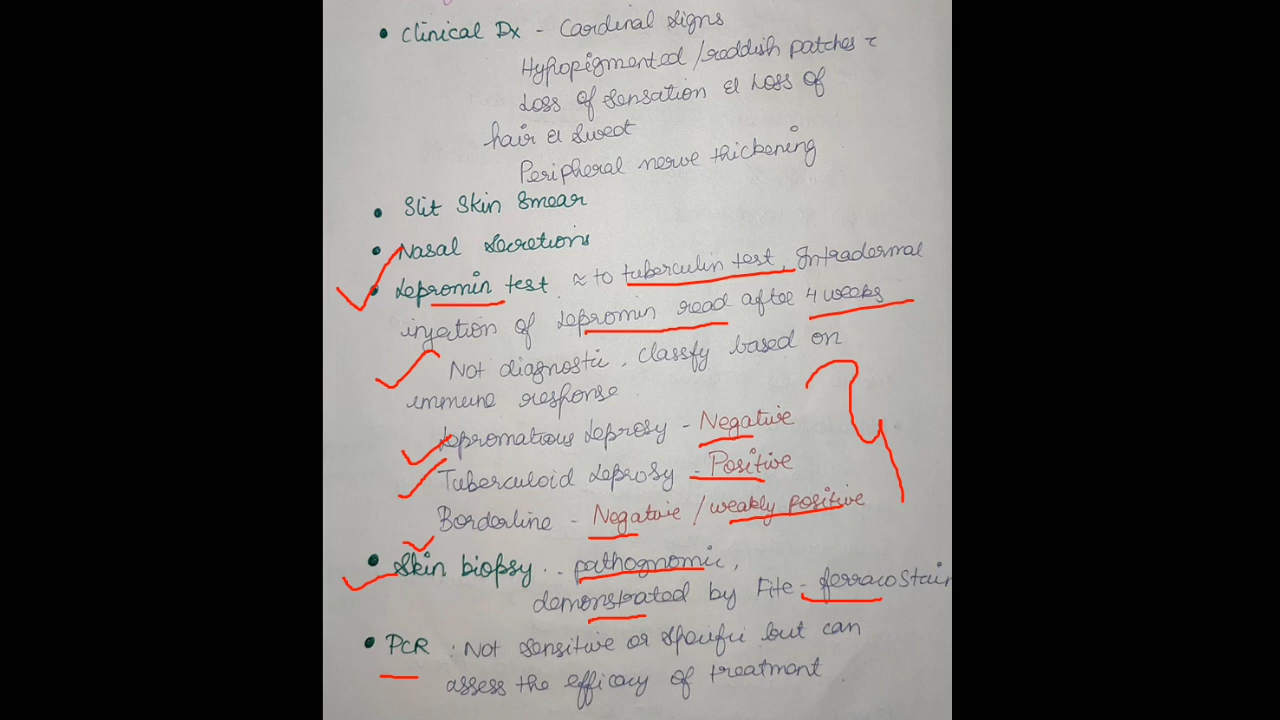 • Clinical Dx - Cardinal Signs
Hypopigmented / reddish patches c
Loss of Sensation & Loss of
hair & Sweat
Peripheral nerve thickening
• Slit Skin Smear
• Nasal Secretions
• Lepromin test ≈ to tuberculin test, Intradermal
injection of Lepromin read after 4 weeks
Not diagnostic, classify based on
immune response
Lepromatous Leprosy - Negative
Tuberculoid Leprosy - Positive
Borderline - Negative / weakly positive
• Skin biopsy - pathognomic,
demonstrated by Fite-ferraco stain
• PCR : Not sensitive or specific but can
assess the efficacy of treatment